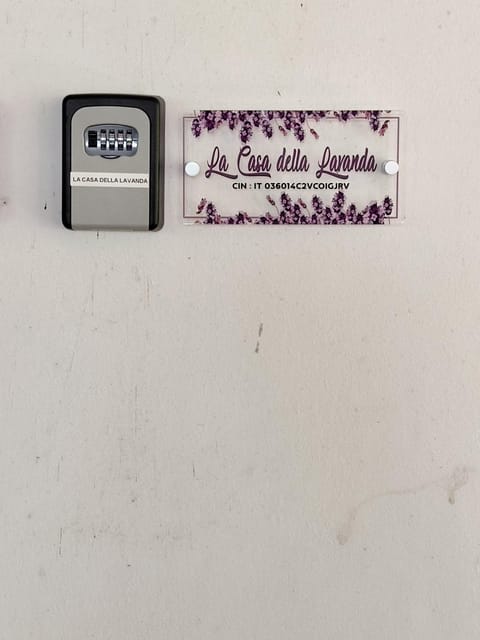 LA CASA DELLA LAVANDA
La Casa della Lavanda
CIN : IT 036014C2VCOIGJRV